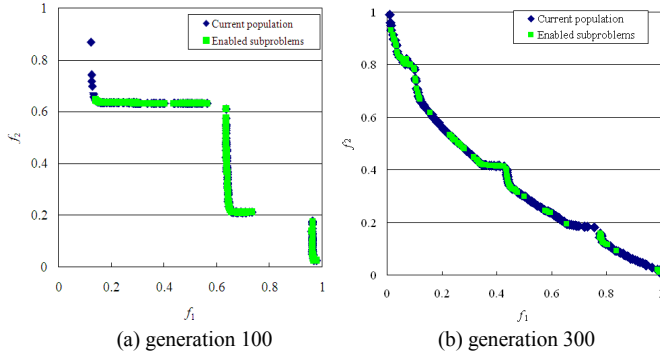 Current population
Enabled subproblems
f2
1
0.8
0.6
0.4
0.2
0
0 0.2 0.4 0.6 0.8 1
f1
(a) generation 100
Current population
Enabled subproblems
f2
1
0.8
0.6
0.4
0.2
0
0 0.2 0.4 0.6 0.8 1
f1
(b) generation 300